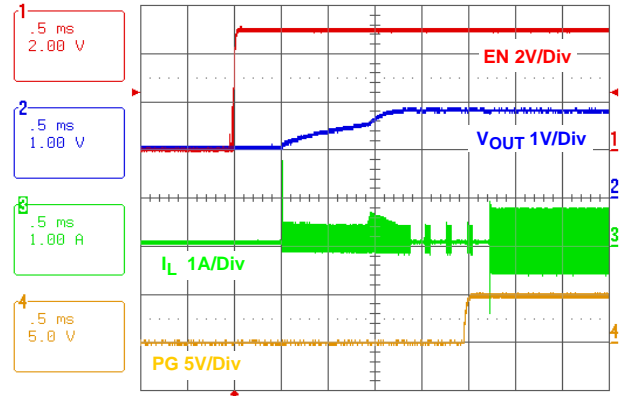 1
.5 ms
2.00 V
EN 2V/Div
2
.5 ms
1.00 V
VOUT 1V/Div
1
2
3
.5 ms
1.00 A
IL 1A/Div
3
4
.5 ms
5.0 V
PG 5V/Div
4